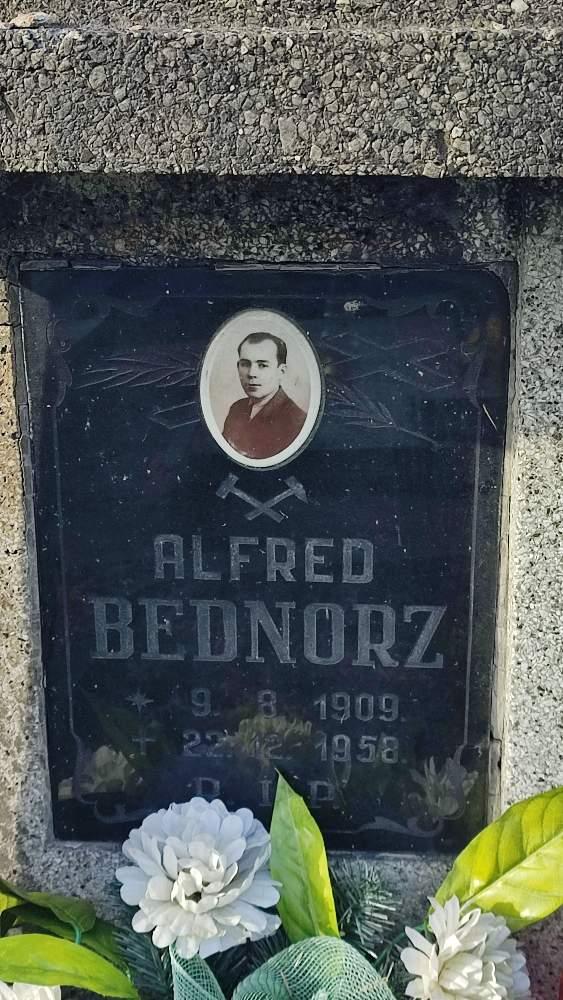 ALFRED
BEDNORZ
* 9. 8. 1909.
† 22. 12. 1958.
R. I. P.